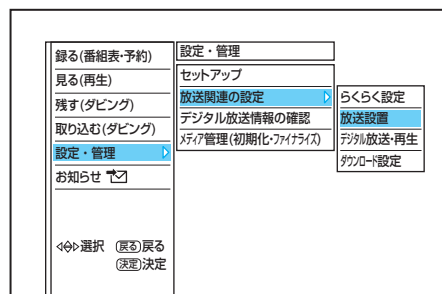 録る(番組表･予約)
見る(再生)
残す(ダビング)
取り込む(ダビング)
設定・管理
お知らせ
選択 戻る戻る
決定決定
設定・管理
セットアップ
放送関連の設定
デジタル放送情報の確認
ﾒﾃﾞｨｱ管理(初期化･ﾌｧｲﾅﾗｲｽﾞ)
らくらく設定
放送設置
ﾃﾞｼﾞﾀﾙ放送・再生
ﾀﾞｳﾝﾛｰﾄﾞ設定